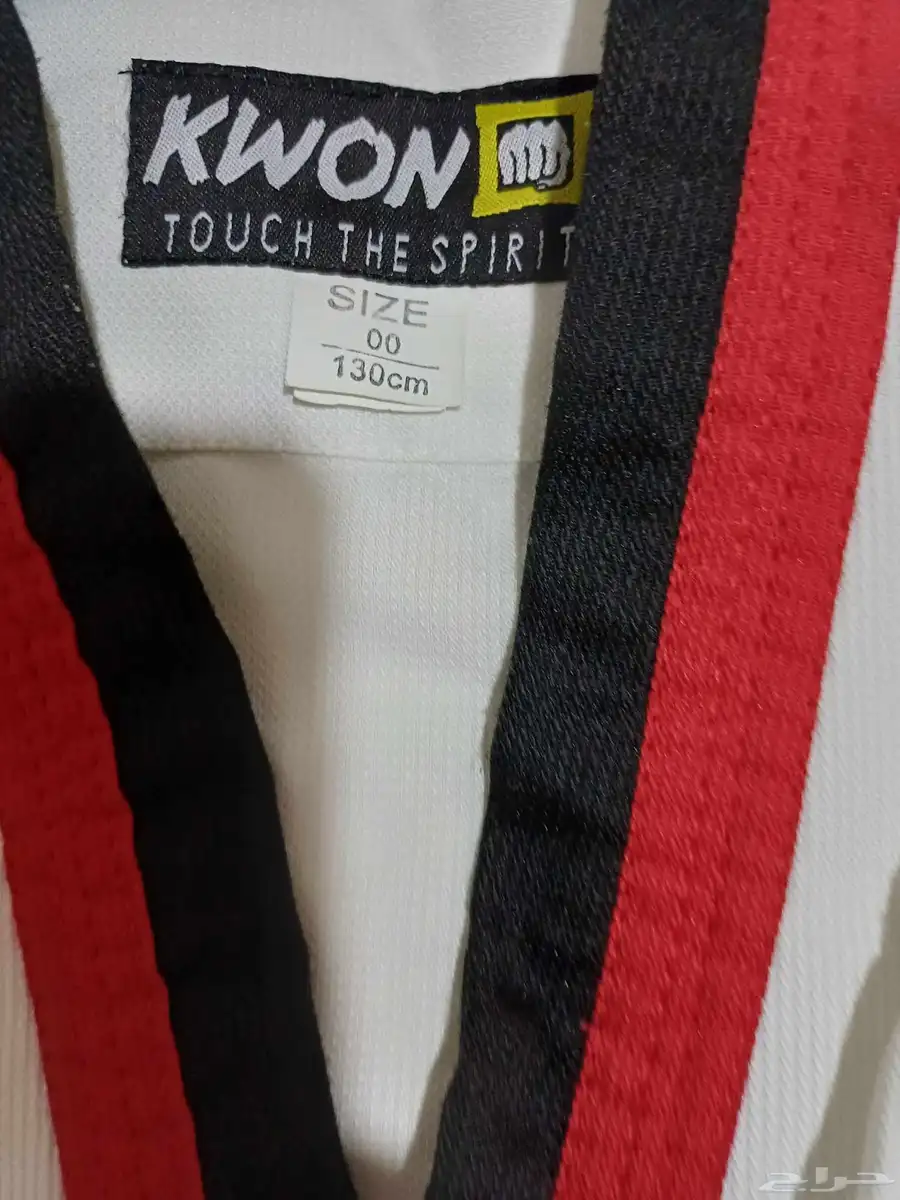 KWON
TOUCH THE SPIRIT
SIZE
00
130cm
حراج